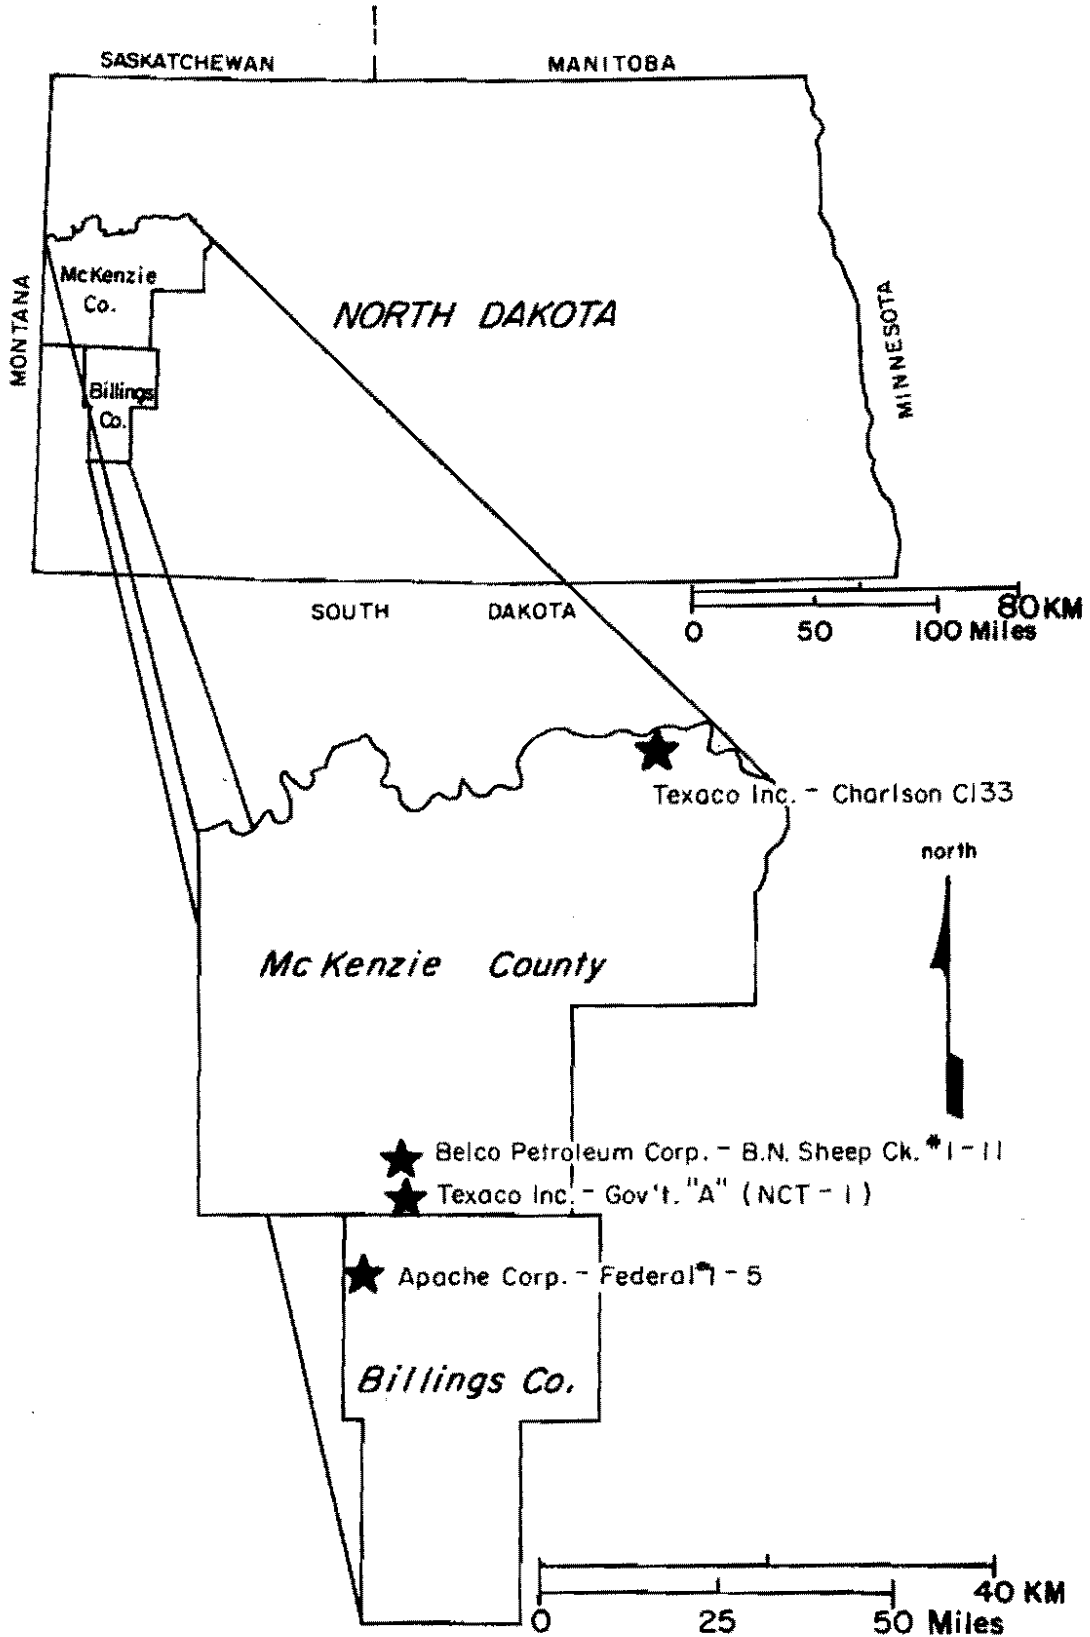 SASKATCHEWAN MANITOBA
MONTANA
McKenzie
Co.
NORTH DAKOTA
MINNESOTA
Billings
Co.
SOUTH DAKOTA
80 KM
0 50 100 Miles
Texaco Inc. - Charlson C133
north
McKenzie County
Belco Petroleum Corp. - B.N. Sheep Ck. #1-11
Texaco Inc. - Gov't. "A" (NCT - 1)
Apache Corp. - Federal #1 - 5
Billings Co.
40 KM
0 25 50 Miles